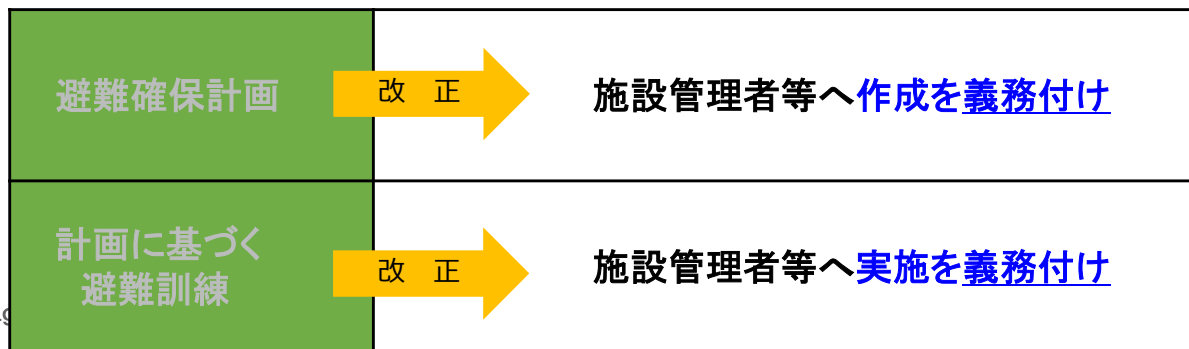 避難確保計画
改 正
施設管理者等へ作成を義務付け
計画に基づく
避難訓練
改 正
施設管理者等へ実施を義務付け